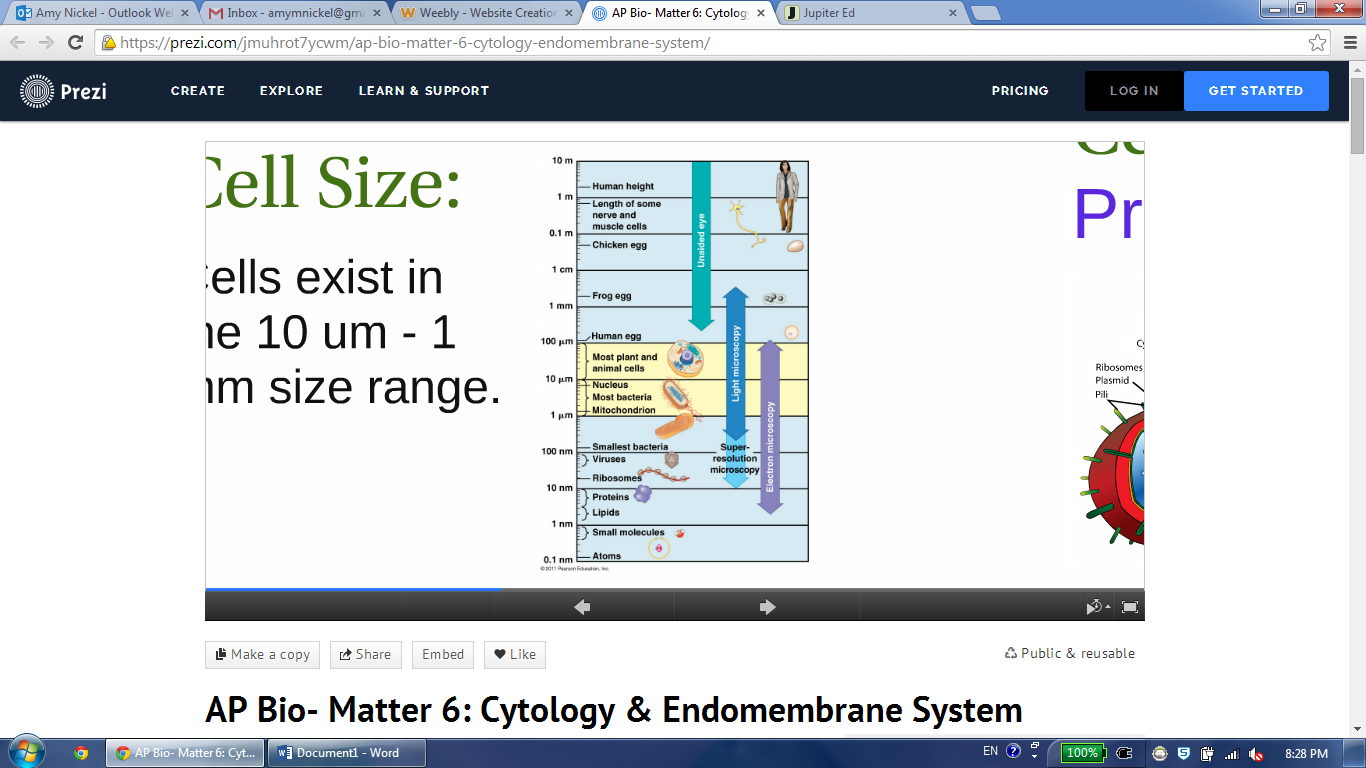 Amy Nickel - Outlook We
Inbox - amymnickel@gm
Weebly - Website Creation
AP Bio- Matter 6: Cytolog
Jupiter Ed
https://prezi.com/jmuhrot7ycwm/ap-bio-matter-6-cytology-endomembrane-system/
Prezi
CREATE
EXPLORE
LEARN & SUPPORT
PRICING
LOG IN
GET STARTED
Cell Size:
Cells exist in
he 10 um - 1
mm size range.
10 m
Human height
1 m
Length of some
nerve and
muscle cells
0.1 m
Chicken egg
1 cm
Frog egg
1 mm
Human egg
100 µm
Most plant and
animal cells
10 µm
Nucleus
Most bacteria
Mitochondrion
1 µm
Smallest bacteria
100 nm
Viruses
Ribosomes
10 nm
Proteins
Lipids
1 nm
Small molecules
Atoms
0.1 nm
Unaided eye
Light microscopy
Electron microscopy
Super-
resolution
microscopy
©2011 Pearson Education, Inc.
Pr
Ribosomes
Plasmid
Pili
Make a copy
Share
Embed
Like
Public & reusable
AP Bio- Matter 6: Cytology & Endomembrane System
AP Bio- Matter 6: Cyt...
Document1 - Word
EN
100%
8:28 PM